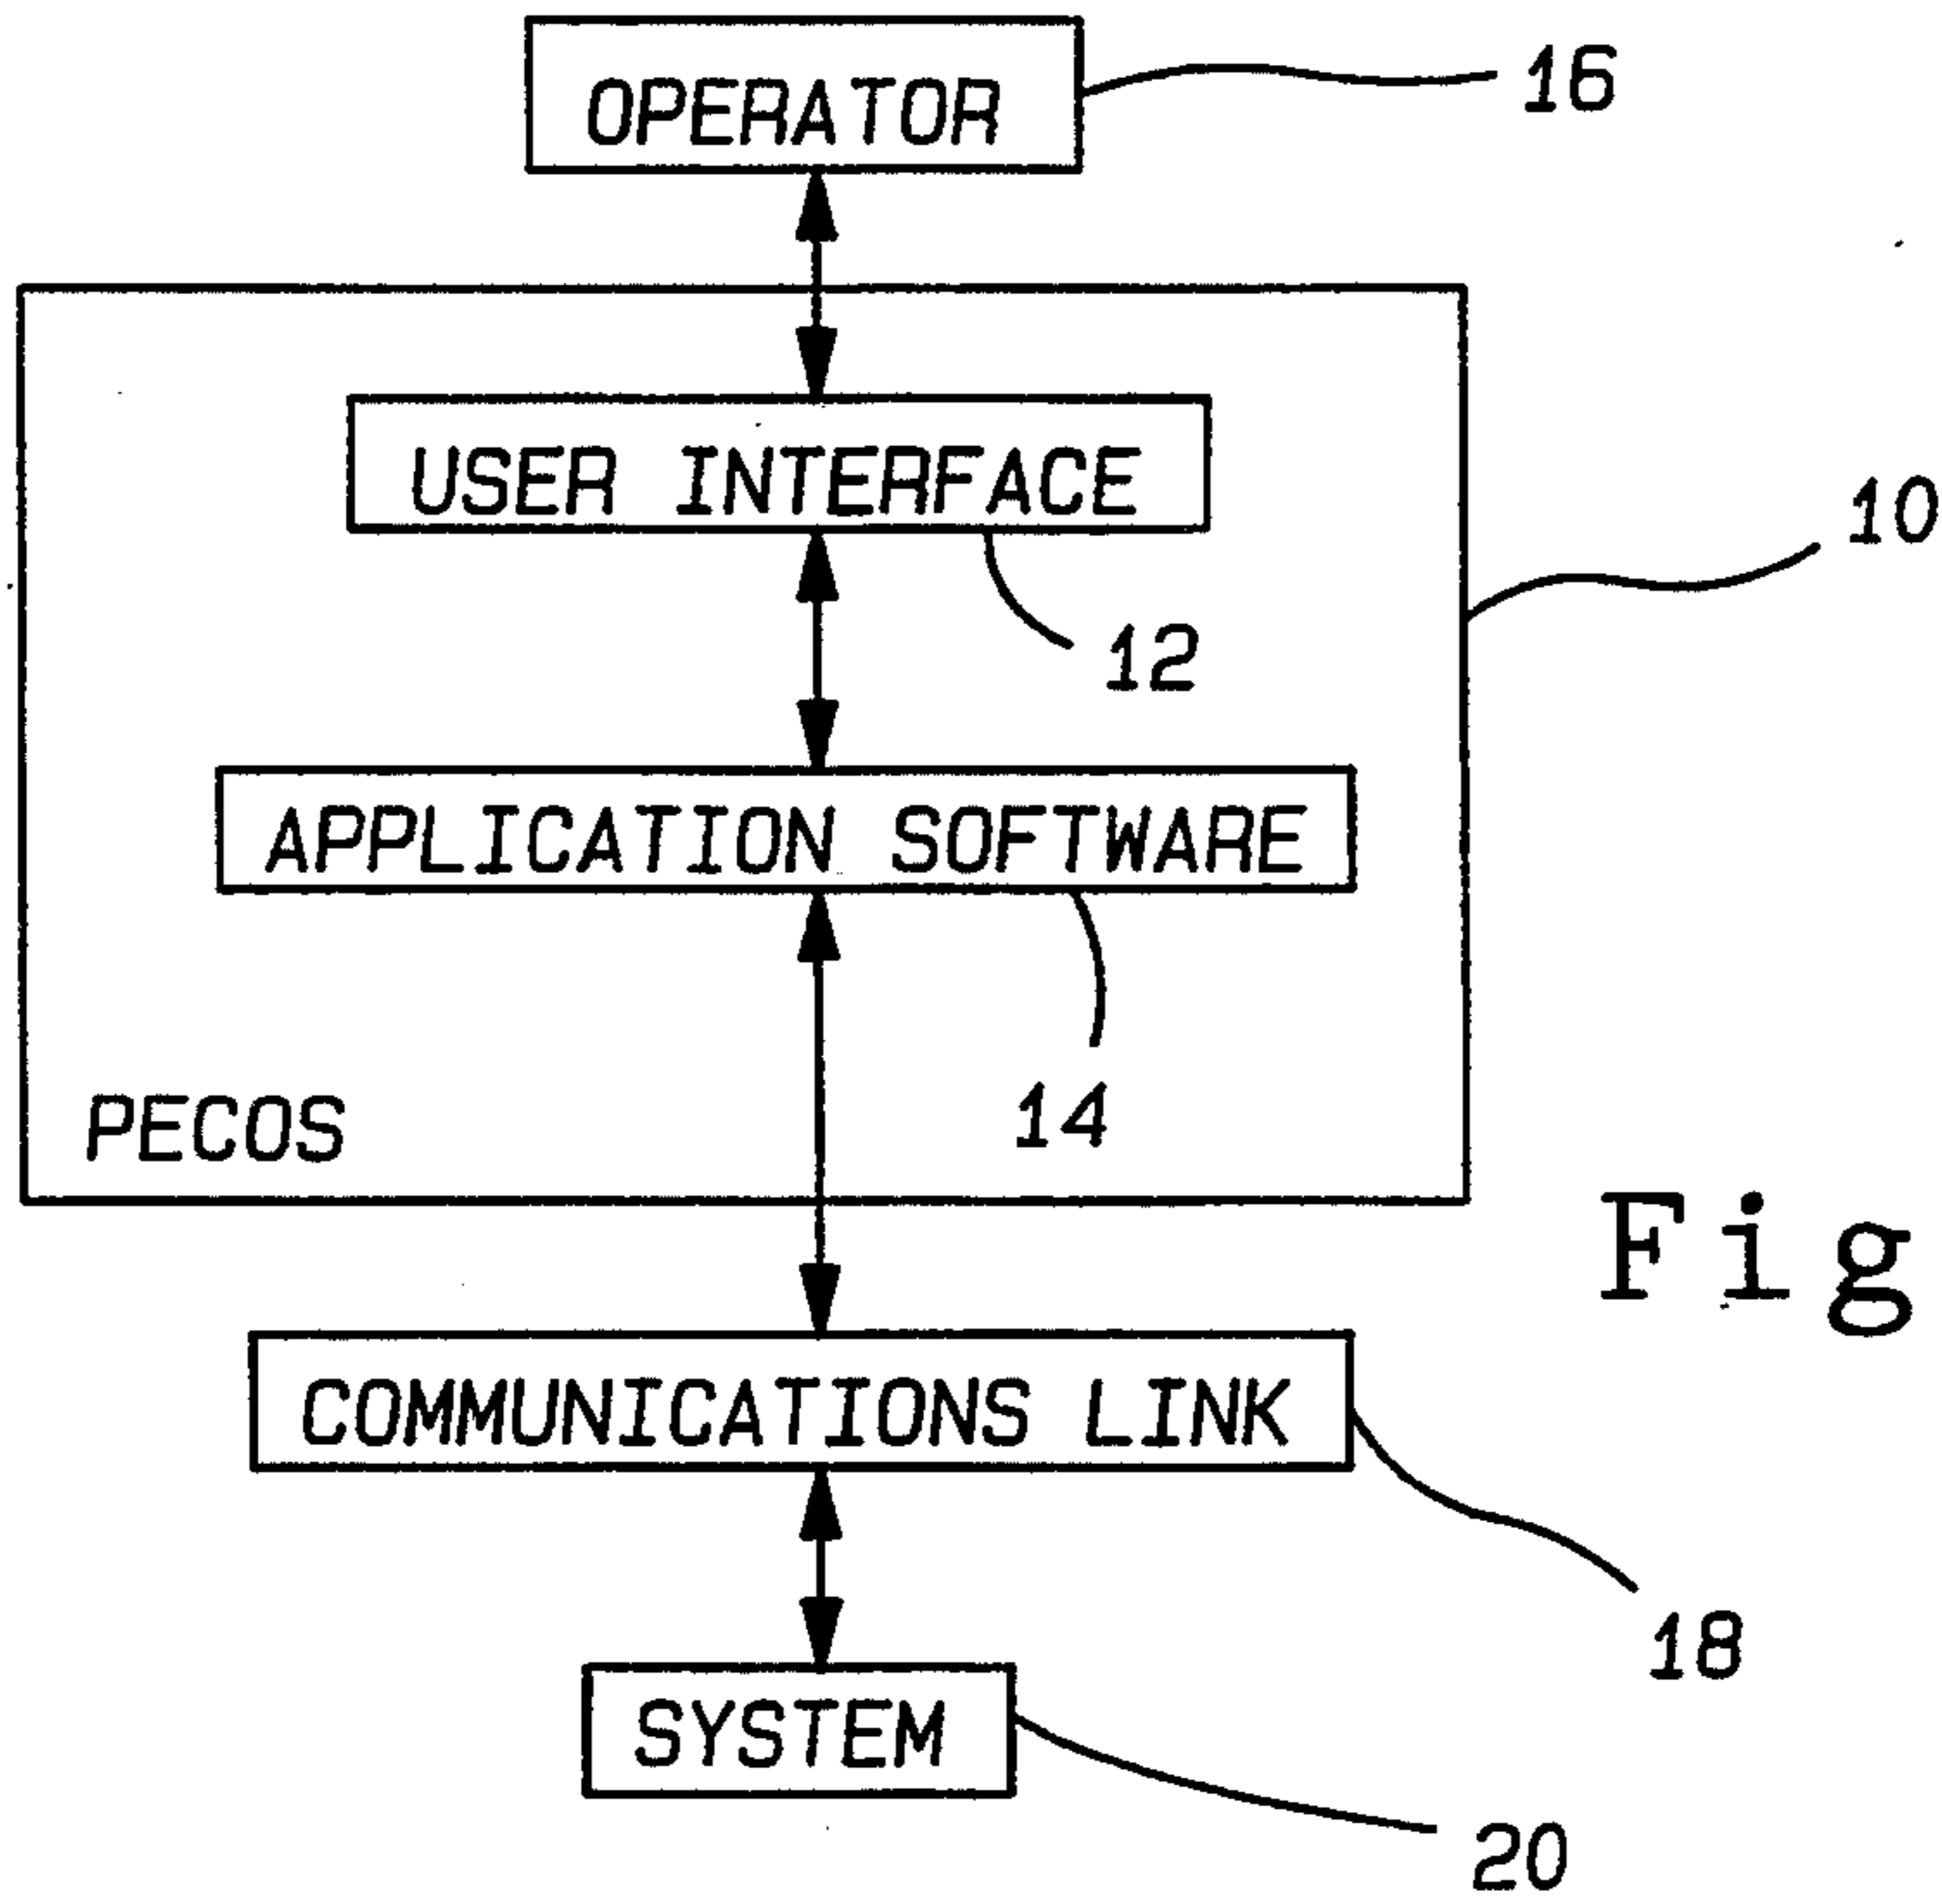 OPERATOR
16
USER INTERFACE
10
12
APPLICATION SOFTWARE
14
PECOS
Fig
COMMUNICATIONS LINK
18
SYSTEM
20